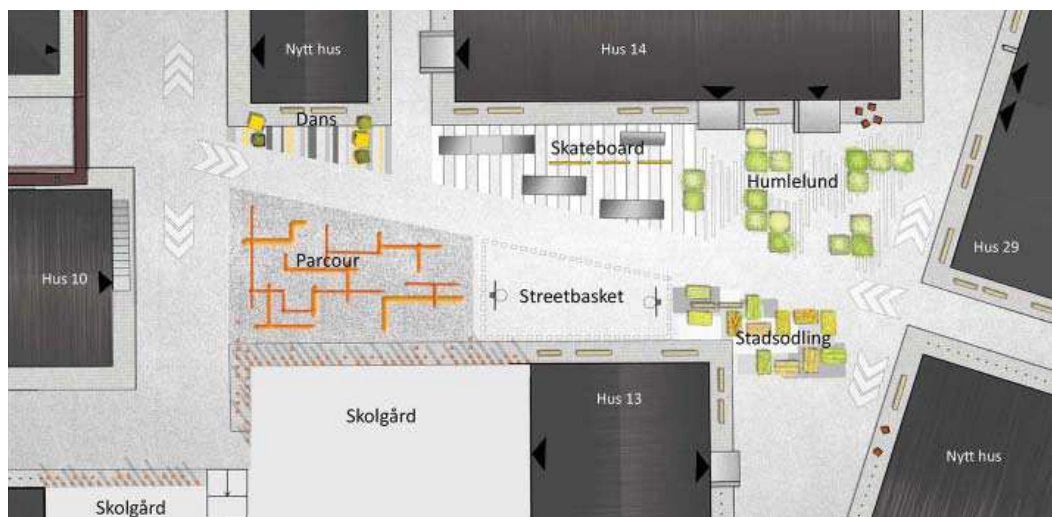 Nytt hus
Hus 14
Dans
Skateboard
Humlelund
Hus 29
Hus 10
Parcour
Streetbasket
Stadsodling
Skolgård
Hus 13
Nytt hus
Skolgård